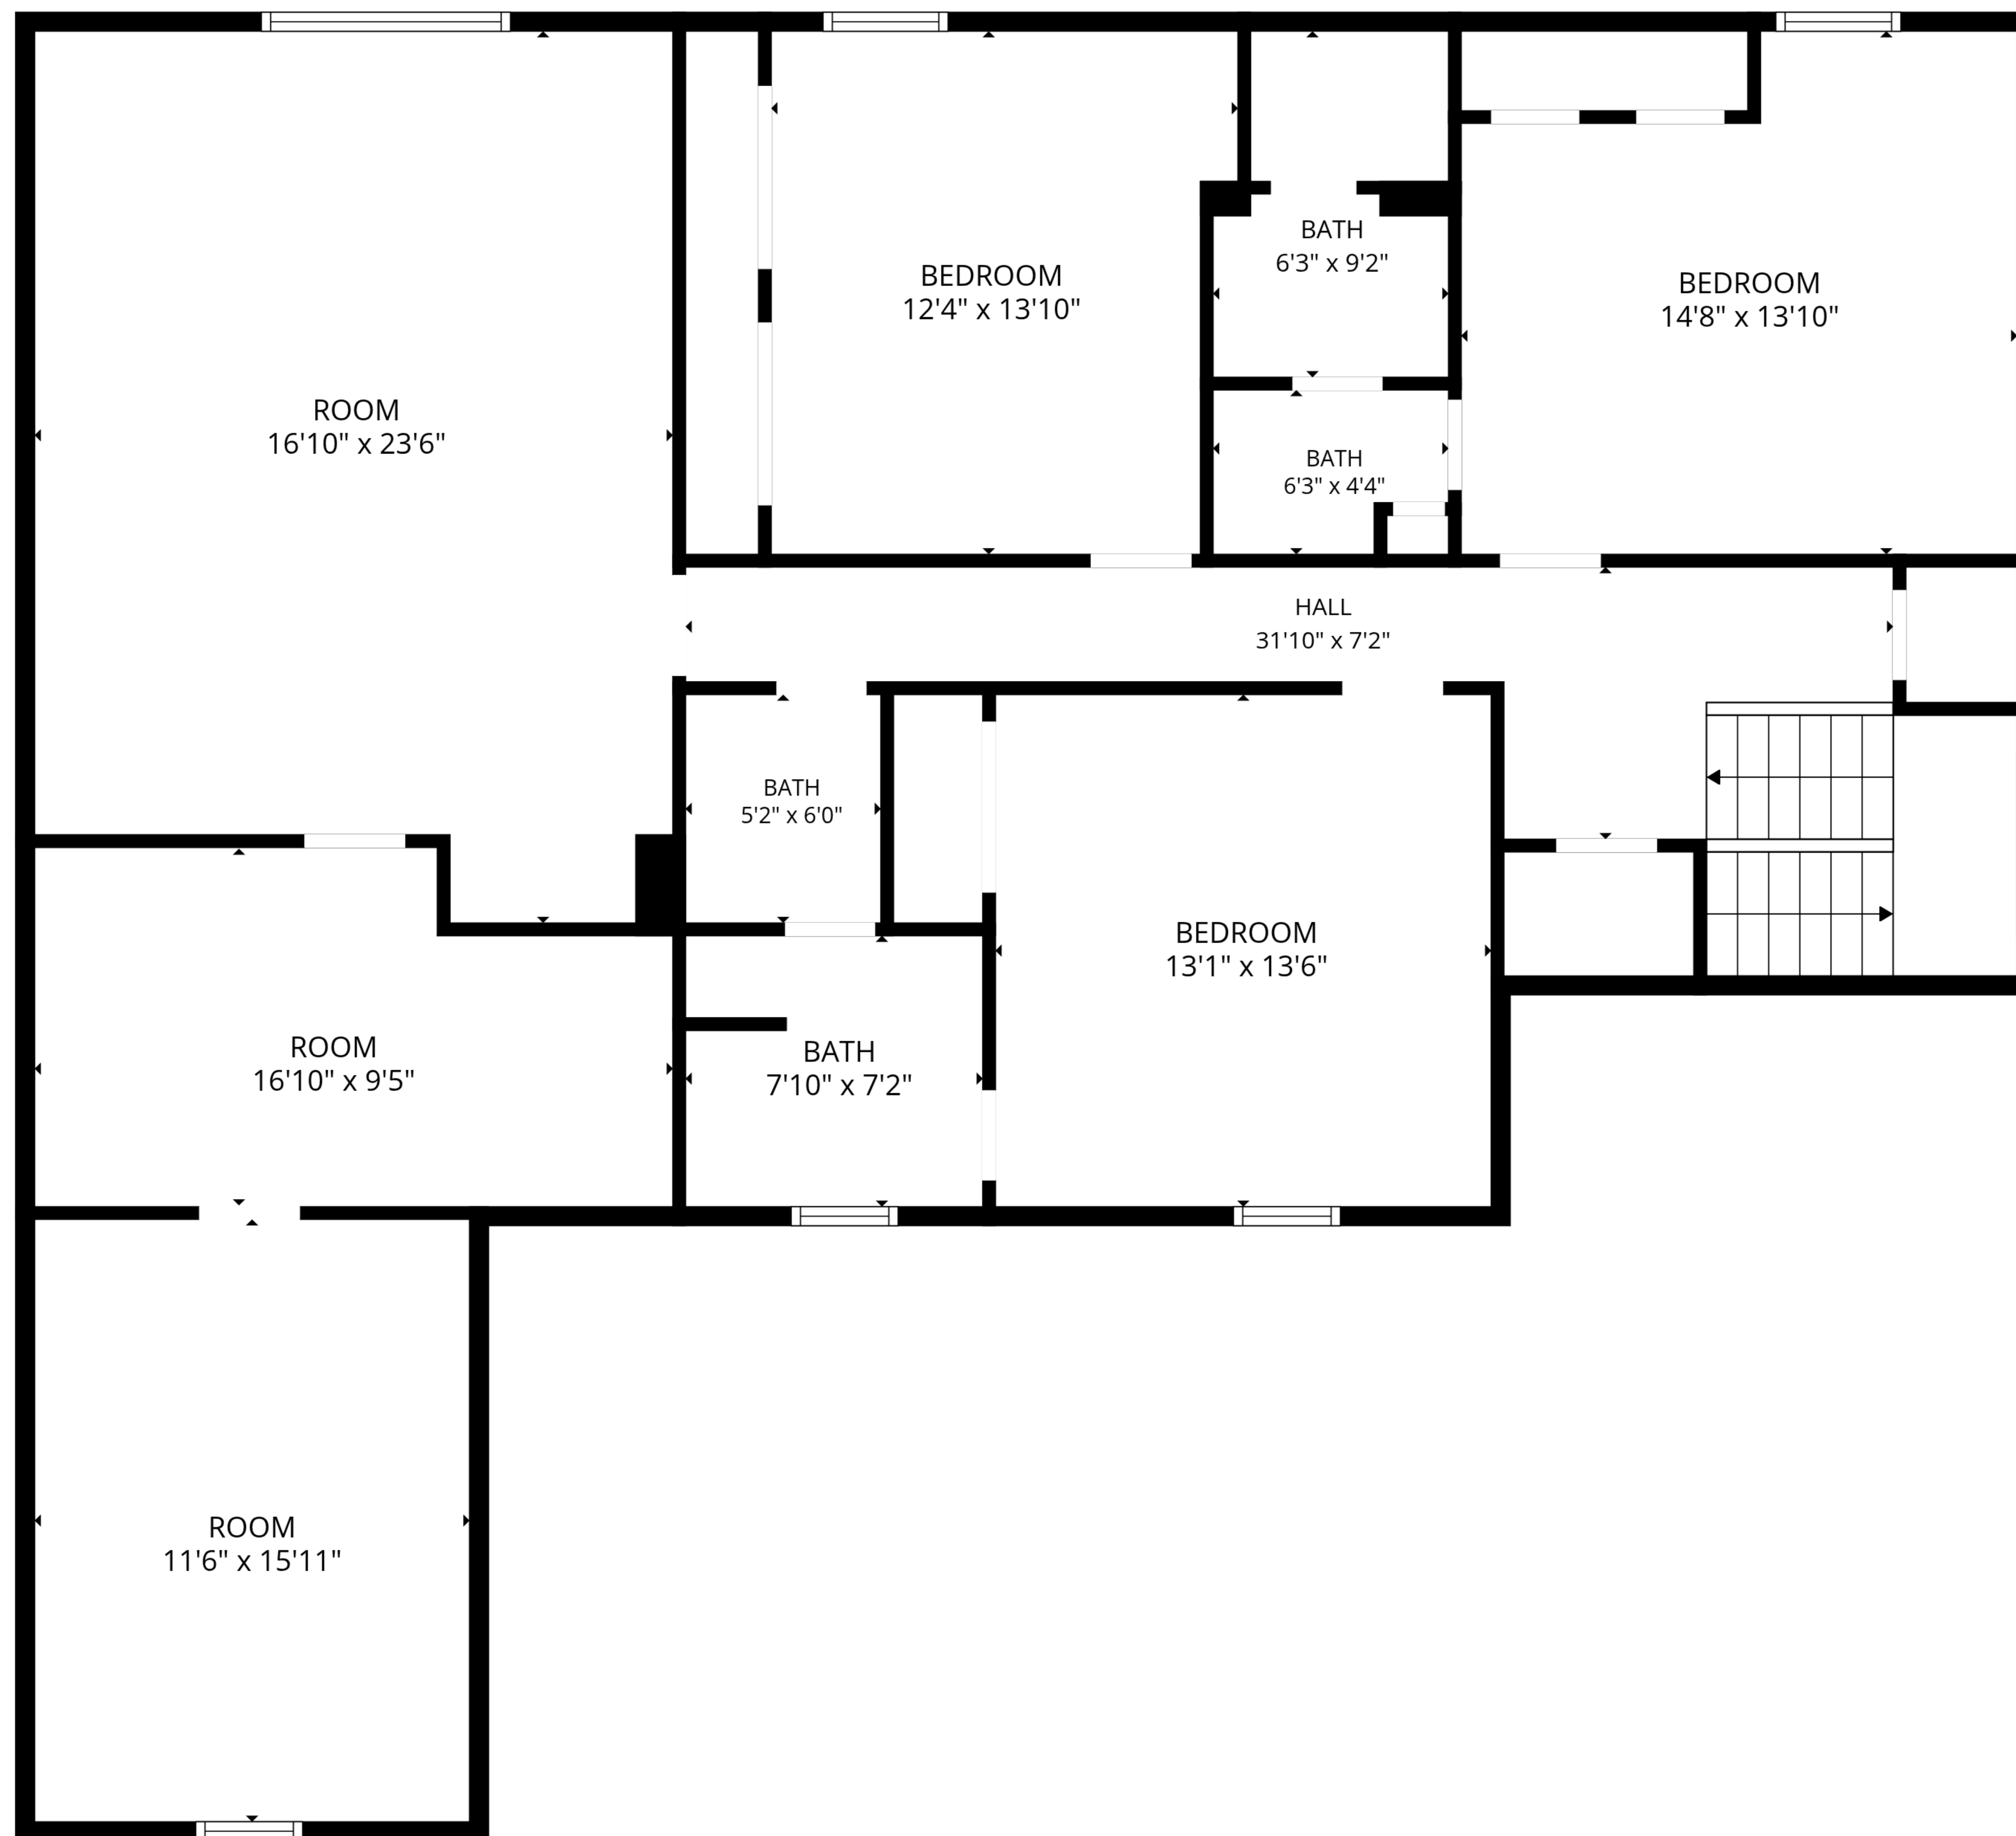 BATH
6'3" x 9'2"
BEDROOM
12'4" x 13'10"
BEDROOM
14'8" x 13'10"
ROOM
16'10" x 23'6"
BATH
6'3" x 4'4"
HALL
31'10" x 7'2"
BATH
5'2" x 6'0"
BEDROOM
13'1" x 13'6"
ROOM
16'10" x 9'5"
BATH
7'10" x 7'2"
ROOM
11'6" x 15'11"